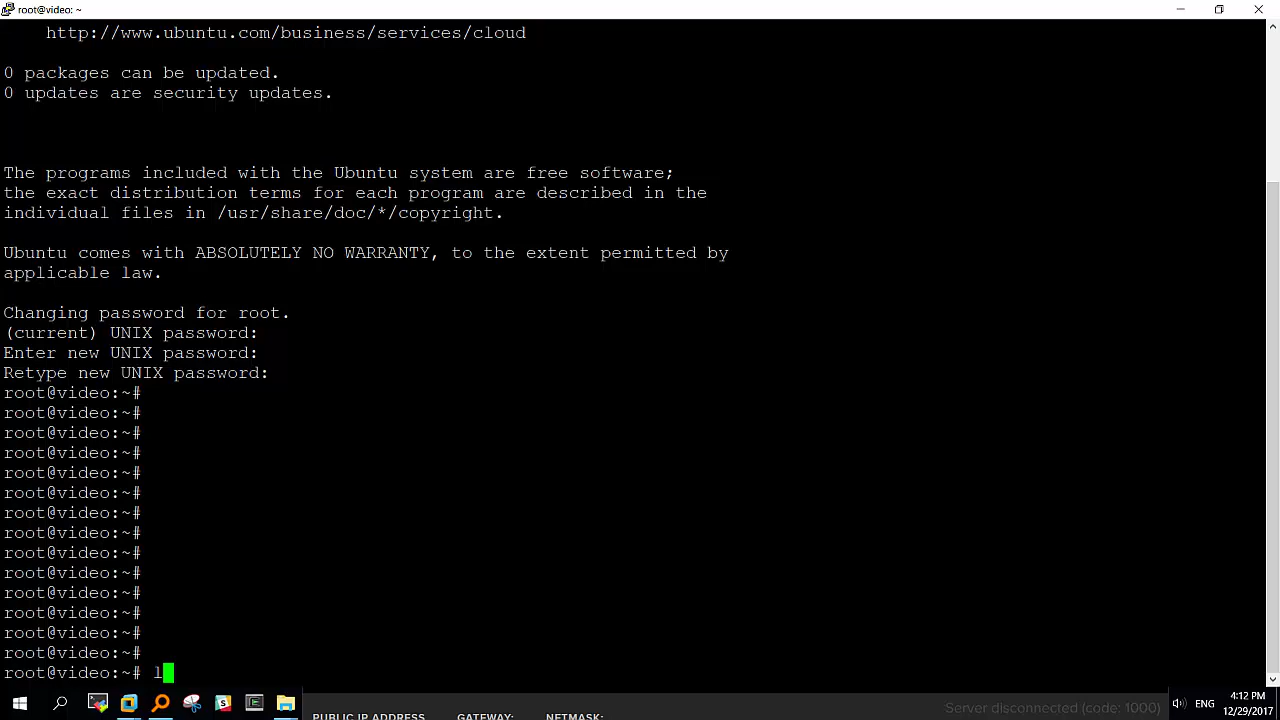 root@video: ~
http://www.ubuntu.com/business/services/cloud
0 packages can be updated.
0 updates are security updates.
The programs included with the Ubuntu system are free software;
the exact distribution terms for each program are described in the
individual files in /usr/share/doc/*/copyright.
Ubuntu comes with ABSOLUTELY NO WARRANTY, to the extent permitted by
applicable law.
Changing password for root.
(current) UNIX password:
Enter new UNIX password:
Retype new UNIX password:
root@video:~#
root@video:~#
root@video:~#
root@video:~#
root@video:~#
root@video:~#
root@video:~#
root@video:~#
root@video:~#
root@video:~#
root@video:~#
root@video:~#
root@video:~#
root@video:~#
root@video:~# l
PUBLIC IP ADDRESS GATEWAY: NETMASK:
Server disconnected (code: 1000)
ENG
4:12 PM
12/29/2017